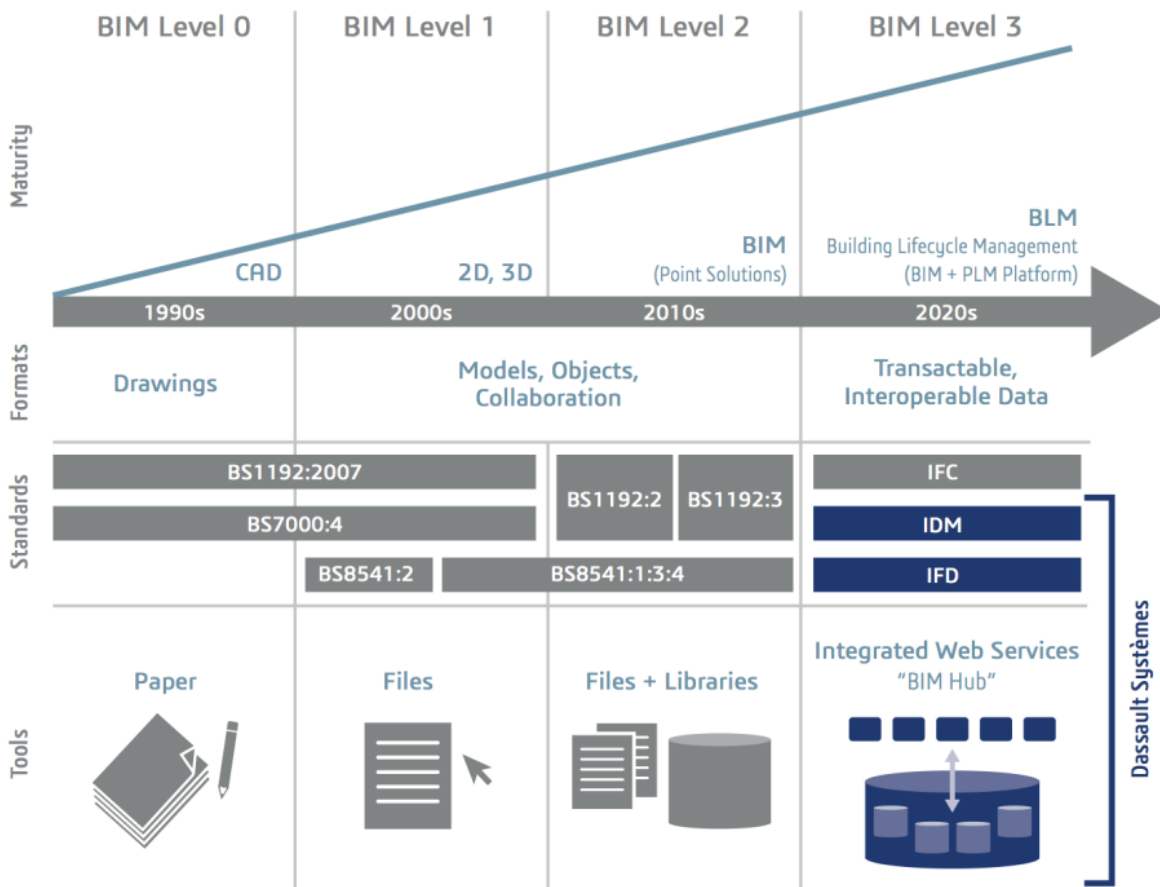 BIM Level 0
BIM Level 1
BIM Level 2
BIM Level 3
Maturity
CAD
2D, 3D
BIM
(Point Solutions)
BLM
Building Lifecycle Management
(BIM + PLM Platform)
1990s
2000s
2010s
2020s
Formats
Drawings
Models, Objects,
Collaboration
Transactable,
Interoperable Data
Standards
BS1192:2007
BS7000:4
BS8541:2
BS1192:2
BS1192:3
BS8541:1:3:4
IFC
IDM
IFD
Tools
Paper
Files
Files + Libraries
Integrated Web Services
“BIM Hub”
Dassault Systèmes